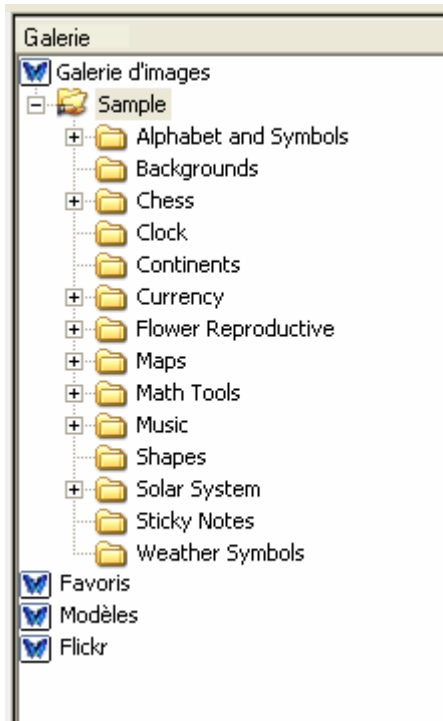 Galerie
Galerie d'images
Sample
Alphabet and Symbols
Backgrounds
Chess
Clock
Continents
Currency
Flower Reproductive
Maps
Math Tools
Music
Shapes
Solar System
Sticky Notes
Weather Symbols
Favoris
Modèles
Flickr